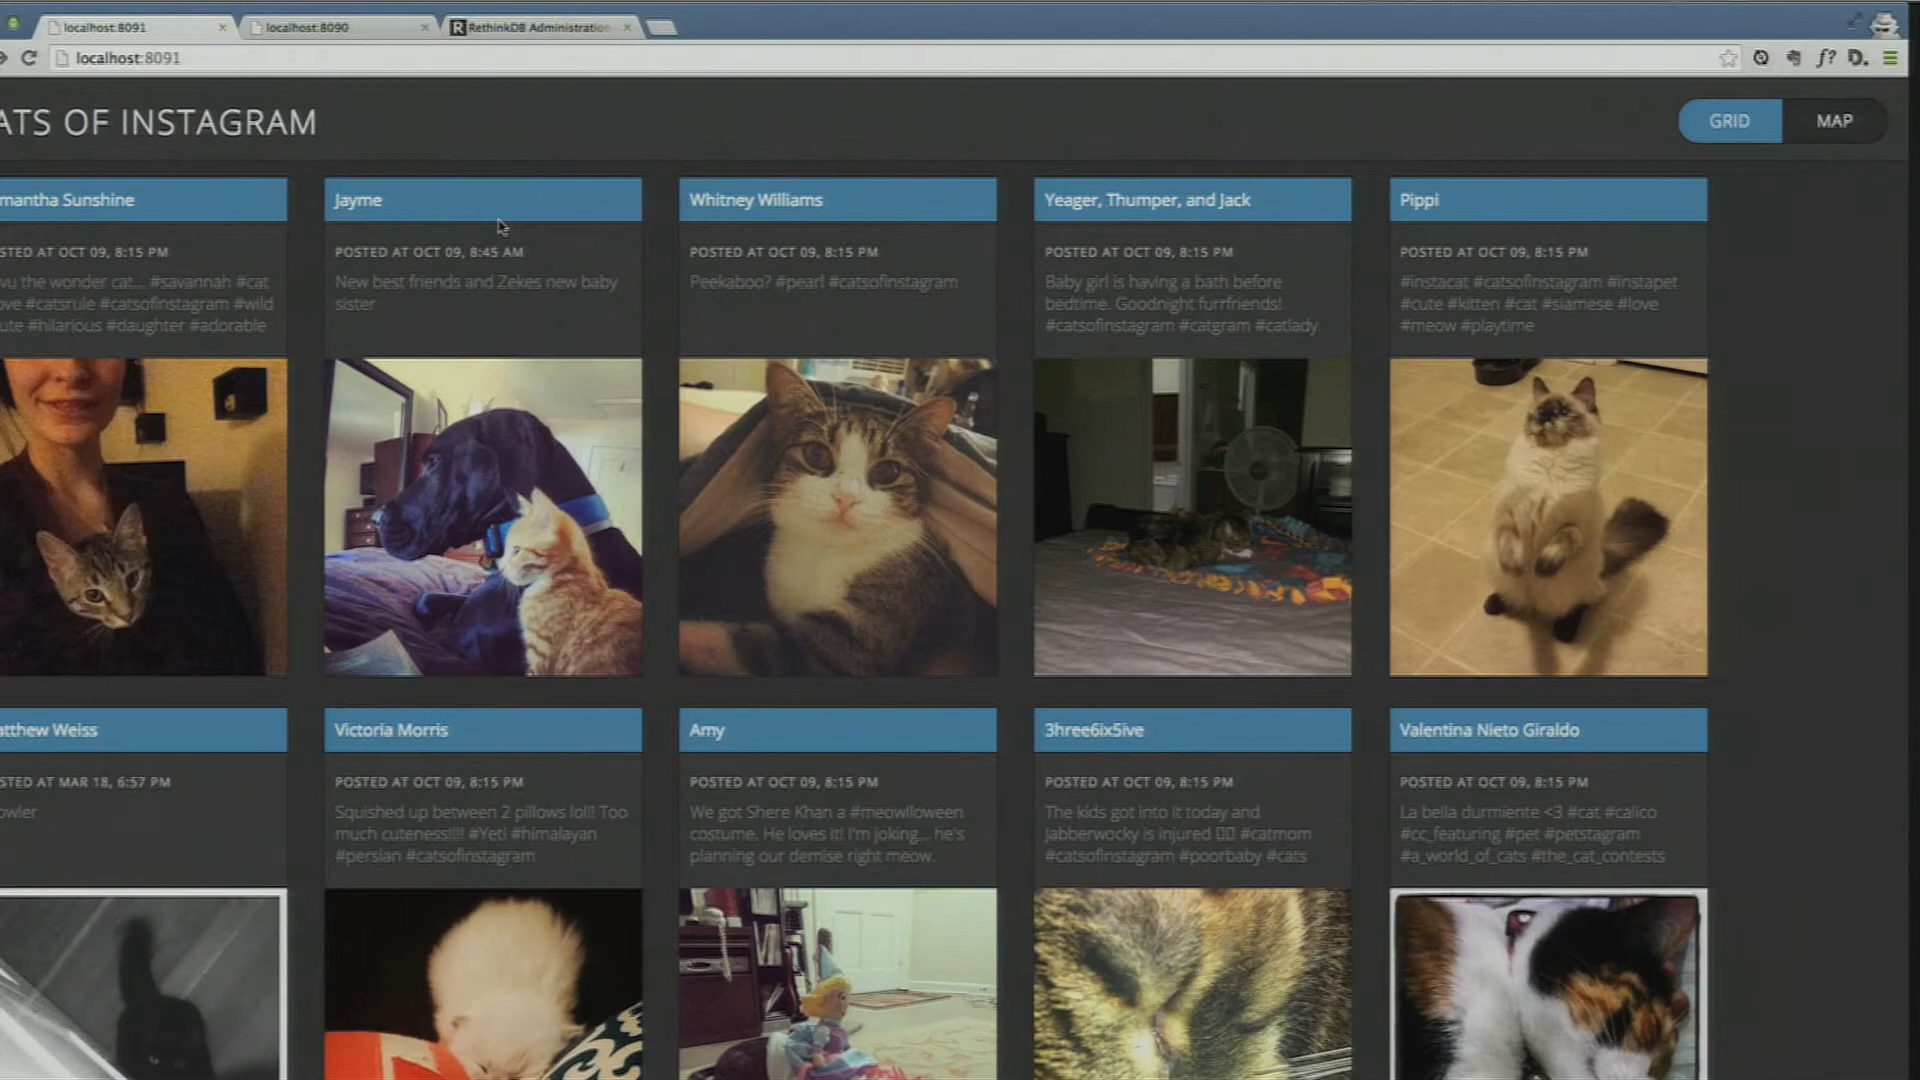 localhost:8091
localhost:8090
RethinkDB Administration
localhost:8091
ATS OF INSTAGRAM
GRID
MAP
mantha Sunshine
STED AT OCT 09, 8:15 PM
vu the wonder cat... #savannah #cat
ove #catsrule #catsofinstagram #wild
ute #hilarious #daughter #adorable
Jayme
POSTED AT OCT 09, 8:45 AM
New best friends and Zekes new baby
sister
Whitney Williams
POSTED AT OCT 09, 8:15 PM
Peekaboo? #pearl #catsofinstagram
Yeager, Thumper, and Jack
POSTED AT OCT 09, 8:15 PM
Baby girl is having a bath before
bedtime. Goodnight furrfriends!
#catsofinstagram #catgram #catlady
Pippi
POSTED AT OCT 09, 8:15 PM
#instacat #catsofinstagram #instapet
#cute #kitten #cat #siamese #love
#meow #playtime
atthew Weiss
STED AT MAR 18, 6:57 PM
owler
Victoria Morris
POSTED AT OCT 09, 8:15 PM
Squished up between 2 pillows lol!! Too
much cuteness!!!! #Yeti #himalayan
#persian #catsofinstagram
Amy
POSTED AT OCT 09, 8:15 PM
We got Shere Khan a #meowlloween
costume. He loves it! I'm joking... he's
planning our demise right meow.
3hree6ix5ive
POSTED AT OCT 09, 8:15 PM
The kids got into it today and
Jabberwocky is injured #catmom
#catsofinstagram #poorbaby #cats
Valentina Nieto Giraldo
POSTED AT OCT 09, 8:15 PM
La bella durmiente <3 #cat #calico
#cc_featuring #pet #petstagram
#a_world_of_cats #the_cat_contests